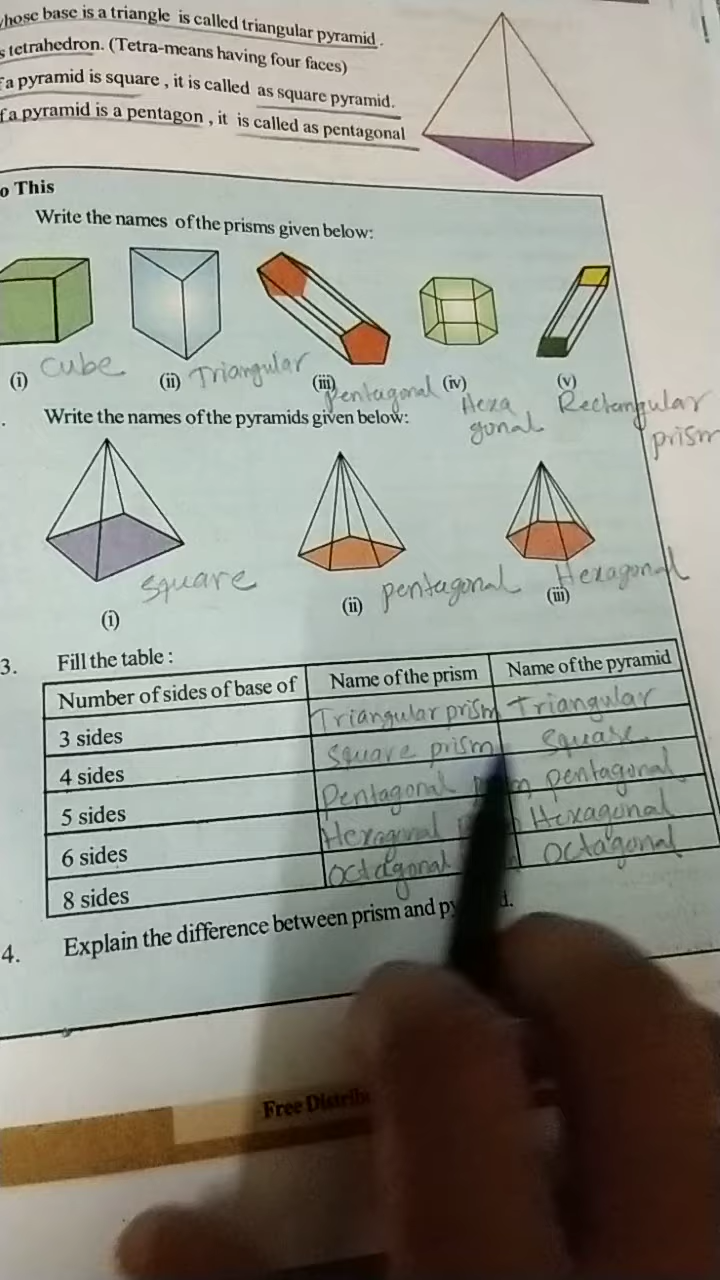 whose base is a triangle is called triangular pyramid.
s tetrahedron. (Tetra-means having four faces)
f a pyramid is square , it is called as square pyramid.
f a pyramid is a pentagon , it is called as pentagonal
o This
Write the names of the prisms given below:
(i) cube (ii) Triangular (iii) Pentagonal (iv) Hexa gonal (v) Rectangular prism
. Write the names of the pyramids given below:
(i) square (ii) pentagonal (iii) Hexagonal
3. Fill the table :
Number of sides of base of Name of the prism Name of the pyramid
3 sides Triangular prism Triangular
4 sides Square prism Square
5 sides Pentagonal pentagonal
6 sides Hexagonal Hexagonal
8 sides Octagonal Octagonal
4. Explain the difference between prism and
Free